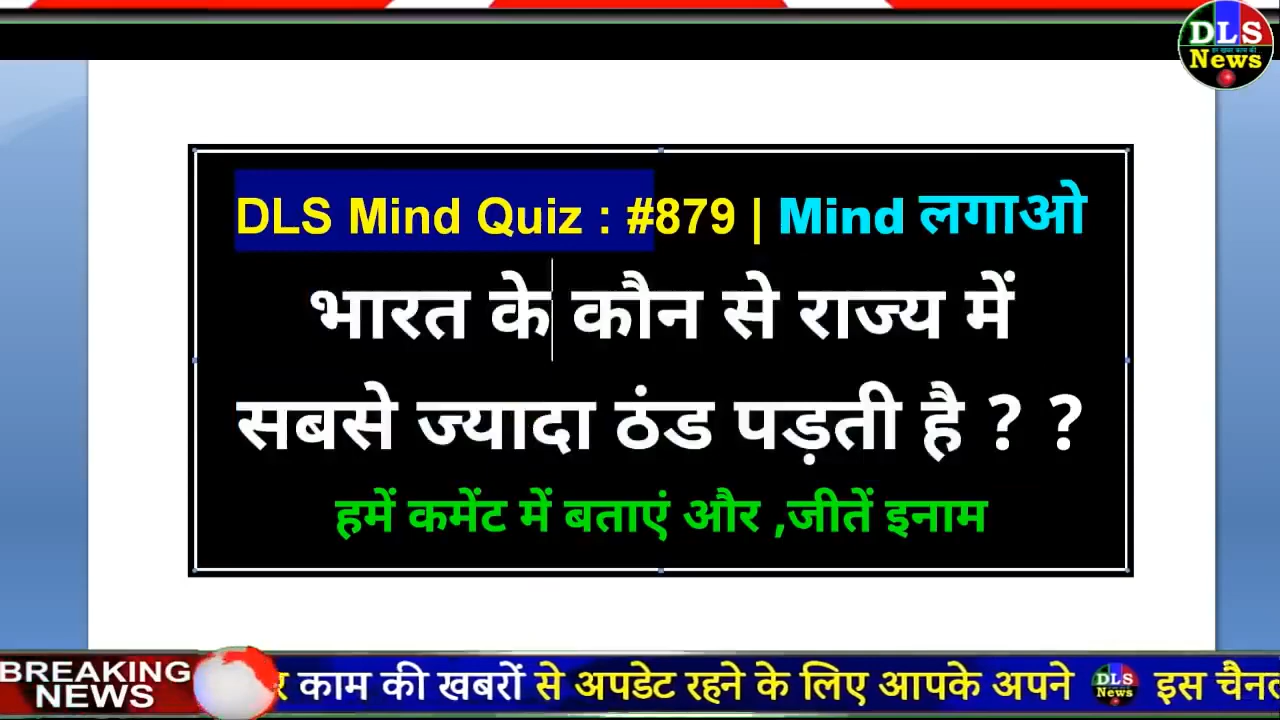 DLS
News
DLS Mind Quiz : #879 | Mind लगाओ
भारत के कौन से राज्य में
सबसे ज्यादा ठंड पड़ती है ? ?
हमें कमेंट में बताएं और ,जीतें इनाम
BREAKING
NEWS
र काम की खबरों से अपडेट रहने के लिए आपके अपने DLS News इस चैनल